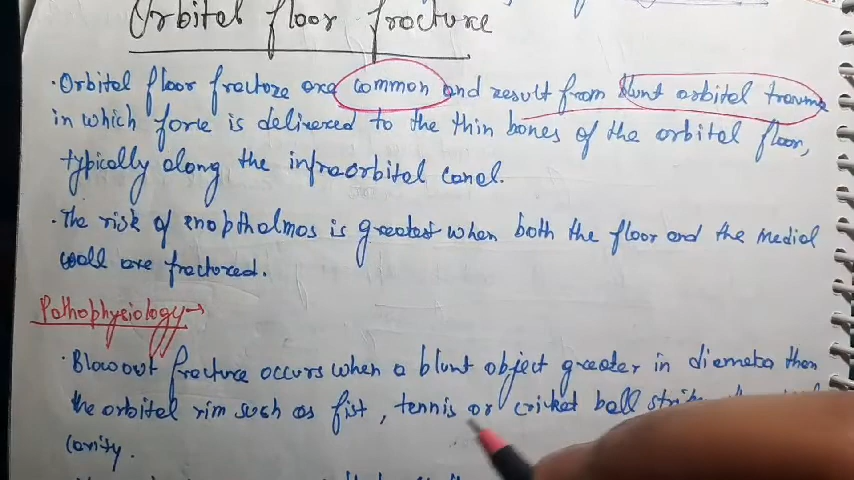 Orbital floor fracture
· Orbital floor fracture are common and result from blunt orbital trauma
in which force is delivered to the thin bones of the orbital floor,
typically along the infraorbital canal.
· The risk of enopthalmos is greatest when both the floor and the medial
wall are fractured.
Pathophysiology →
· Blowout fracture occurs when a blunt object greater in diameter than
the orbital rim such as fist, tennis or cricket ball
cavity.